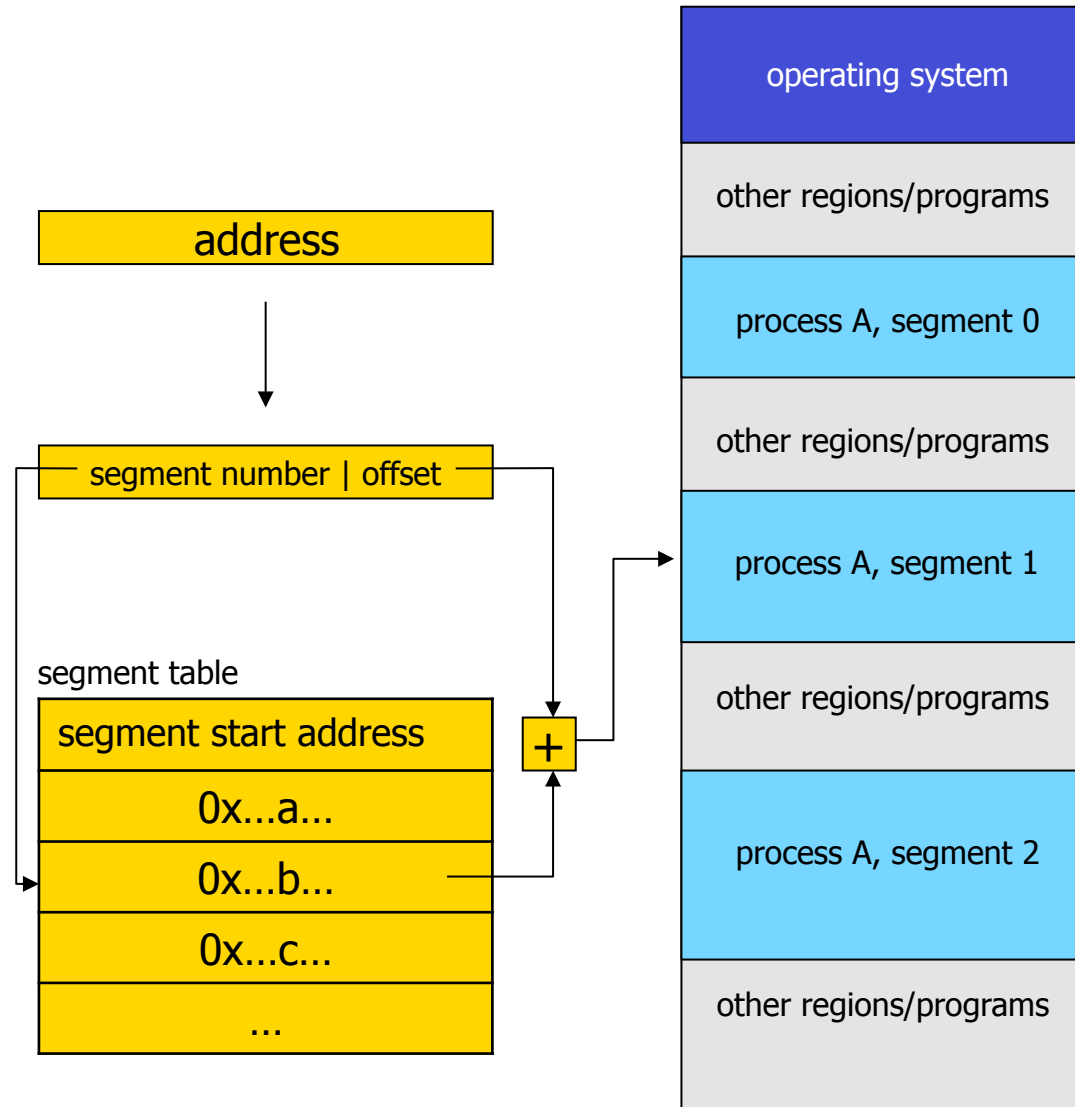 address
segment number | offset
segment table
segment start address
0x...a...
0x...b...
0x...c...
...
+
operating system
other regions/programs
process A, segment 0
other regions/programs
process A, segment 1
other regions/programs
process A, segment 2
other regions/programs